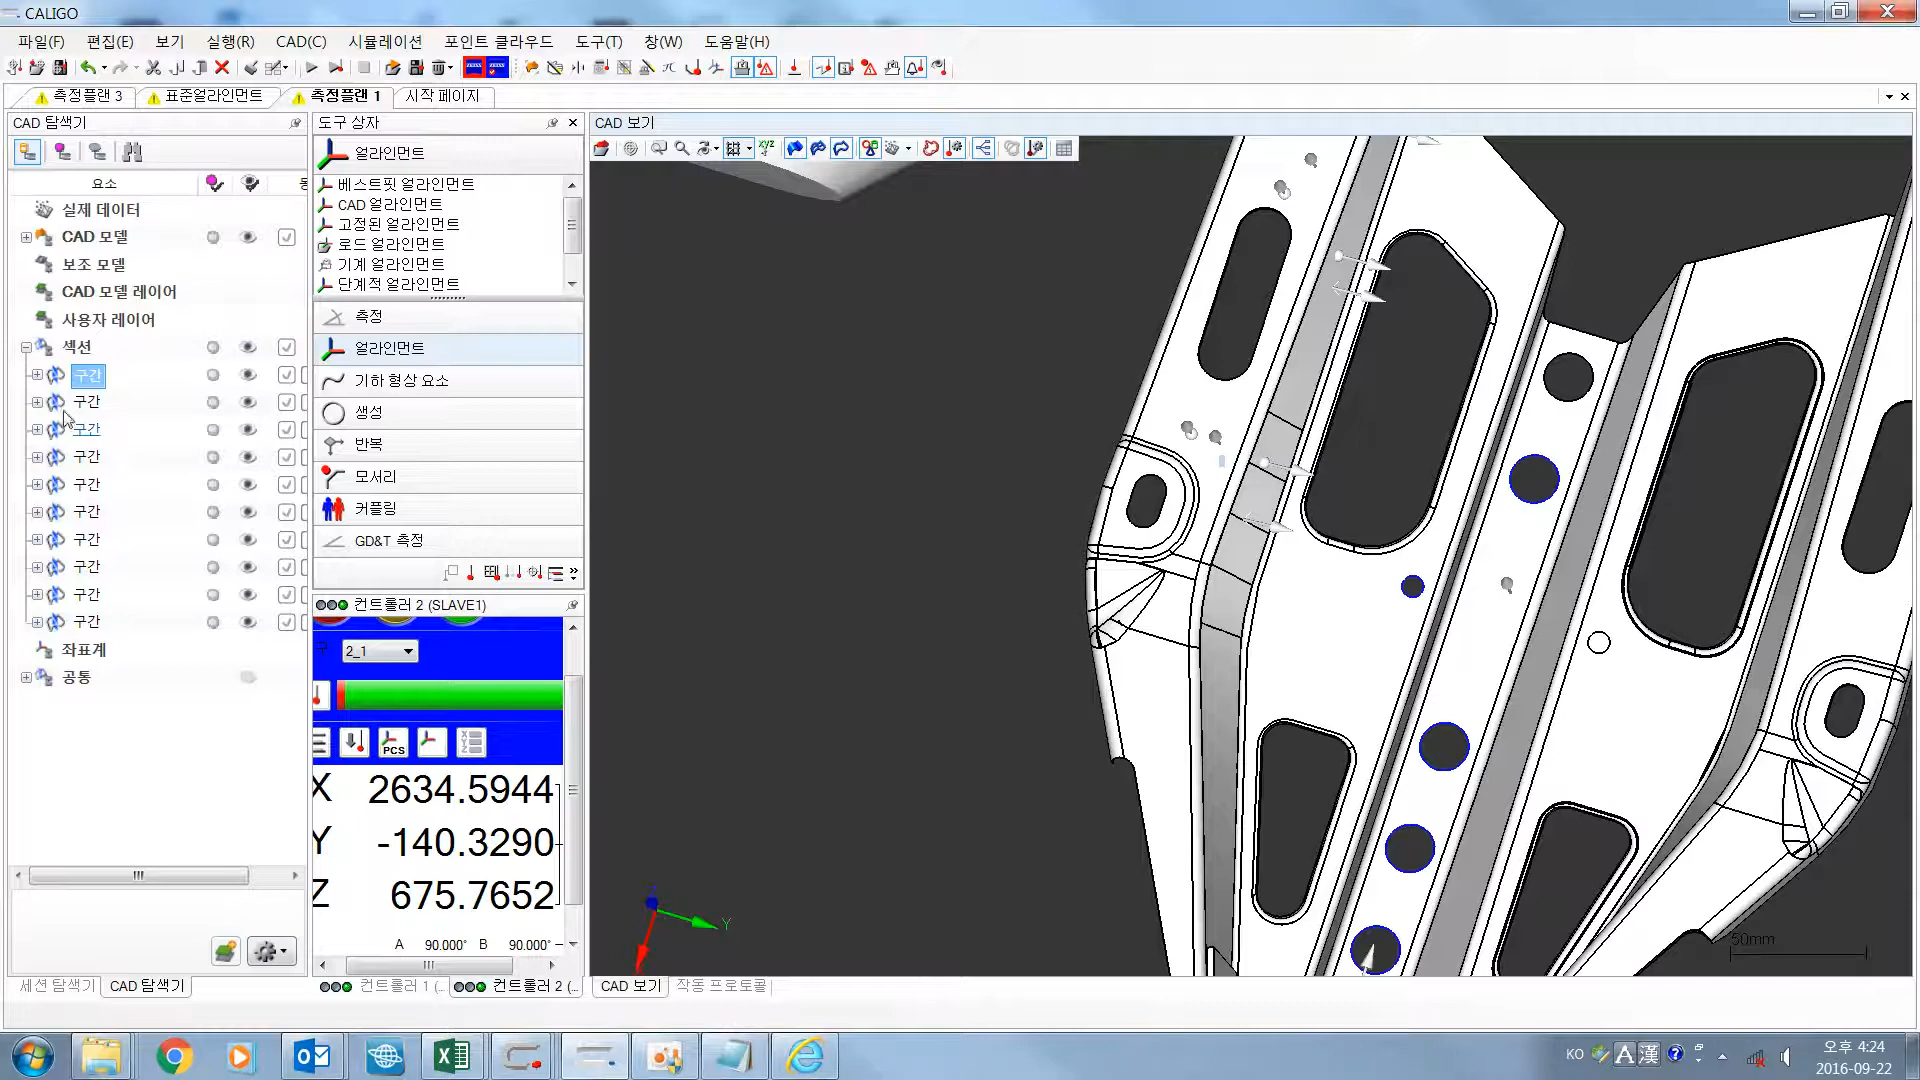 CALIGO
파일(F) 편집(E) 보기 실행(R) CAD(C) 시뮬레이션 포인트 클라우드 도구(T) 창(W) 도움말(H)
측정플랜 3 표준얼라인먼트 측정플랜 1 시작 페이지
CAD 탐색기
요소
실제 데이터
CAD 모델
보조 모델
CAD 모델 레이어
사용자 레이어
섹션
구간
구간
구간
구간
구간
구간
구간
구간
구간
구간
좌표계
공통
세션 탐색기 CAD 탐색기
도구 상자
얼라인먼트
베스트핏 얼라인먼트
CAD 얼라인먼트
고정된 얼라인먼트
로드 얼라인먼트
기계 얼라인먼트
단계적 얼라인먼트
측정
얼라인먼트
기하 형상 요소
생성
반복
모서리
커플링
GD&T 측정
컨트롤러 2 (SLAVE1)
2_1
PCS
X 2634.5944
Y -140.3290
Z 675.7652
A 90.000° B 90.000°
컨트롤러 1 (.. 컨트롤러 2 (..
CAD 보기
xyz
Y
50mm
CAD 보기 작동 프로토콜
KO A 漢
오후 4:24
2016-09-22